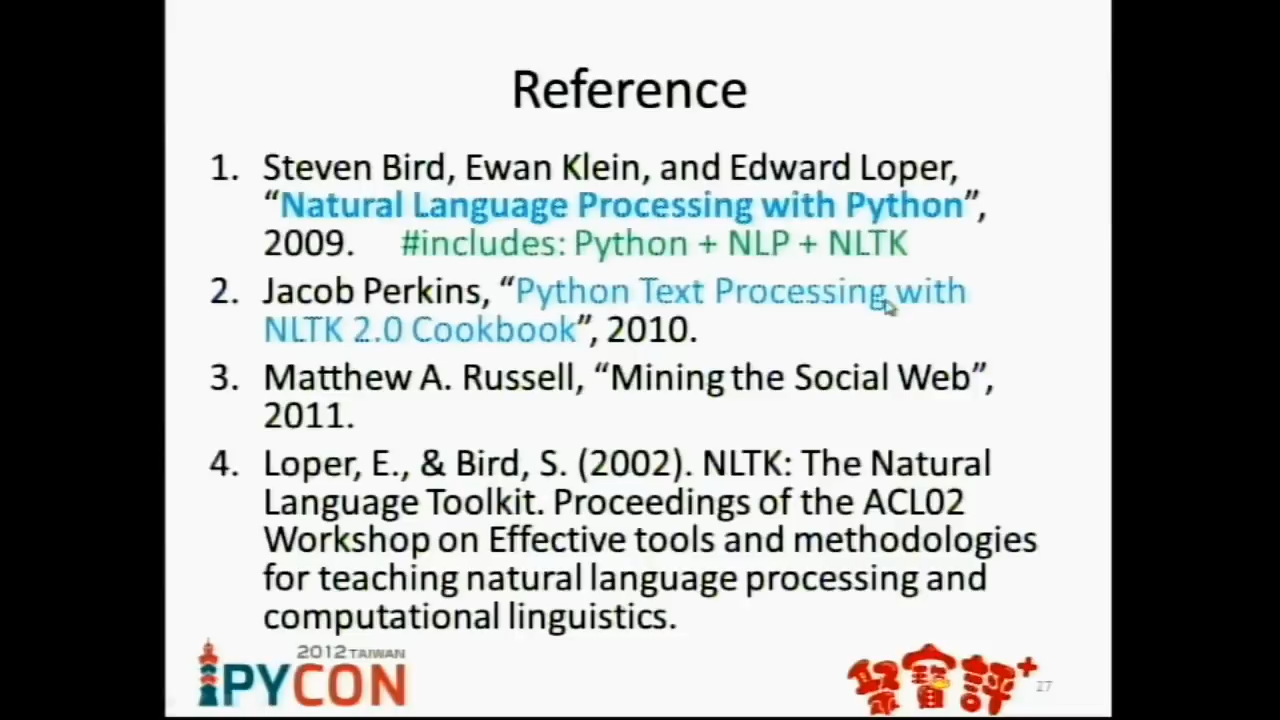 Reference
1. Steven Bird, Ewan Klein, and Edward Loper,
“Natural Language Processing with Python”,
2009. #includes: Python + NLP + NLTK
2. Jacob Perkins, “Python Text Processing with
NLTK 2.0 Cookbook”, 2010.
3. Matthew A. Russell, “Mining the Social Web”,
2011.
4. Loper, E., & Bird, S. (2002). NLTK: The Natural
Language Toolkit. Proceedings of the ACL02
Workshop on Effective tools and methodologies
for teaching natural language processing and
computational linguistics.
2012 TAIWAN
PYCON
聚寶評+
27